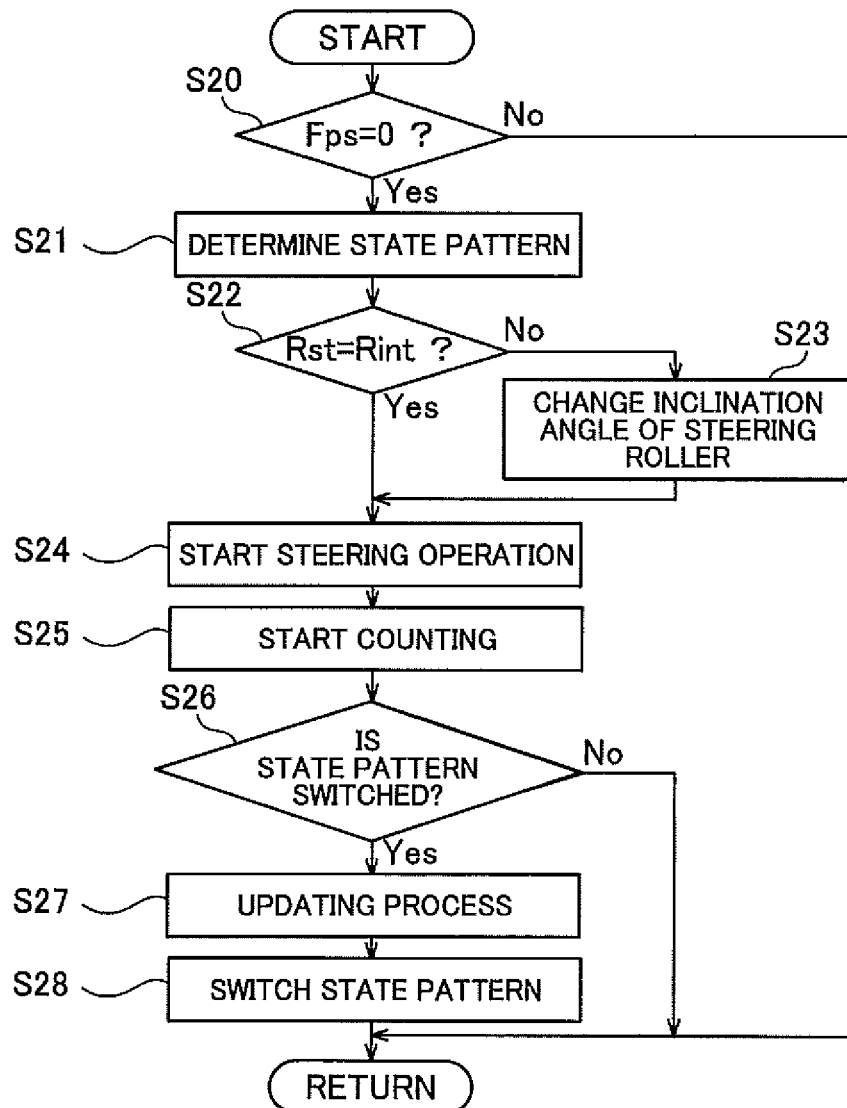 START
S20
Fps=0 ?
No
Yes
S21
DETERMINE STATE PATTERN
S22
Rst=Rint ?
No
Yes
S23
CHANGE INCLINATION
ANGLE OF STEERING
ROLLER
S24
START STEERING OPERATION
S25
START COUNTING
S26
IS
STATE PATTERN
SWITCHED?
No
Yes
S27
UPDATING PROCESS
S28
SWITCH STATE PATTERN
RETURN